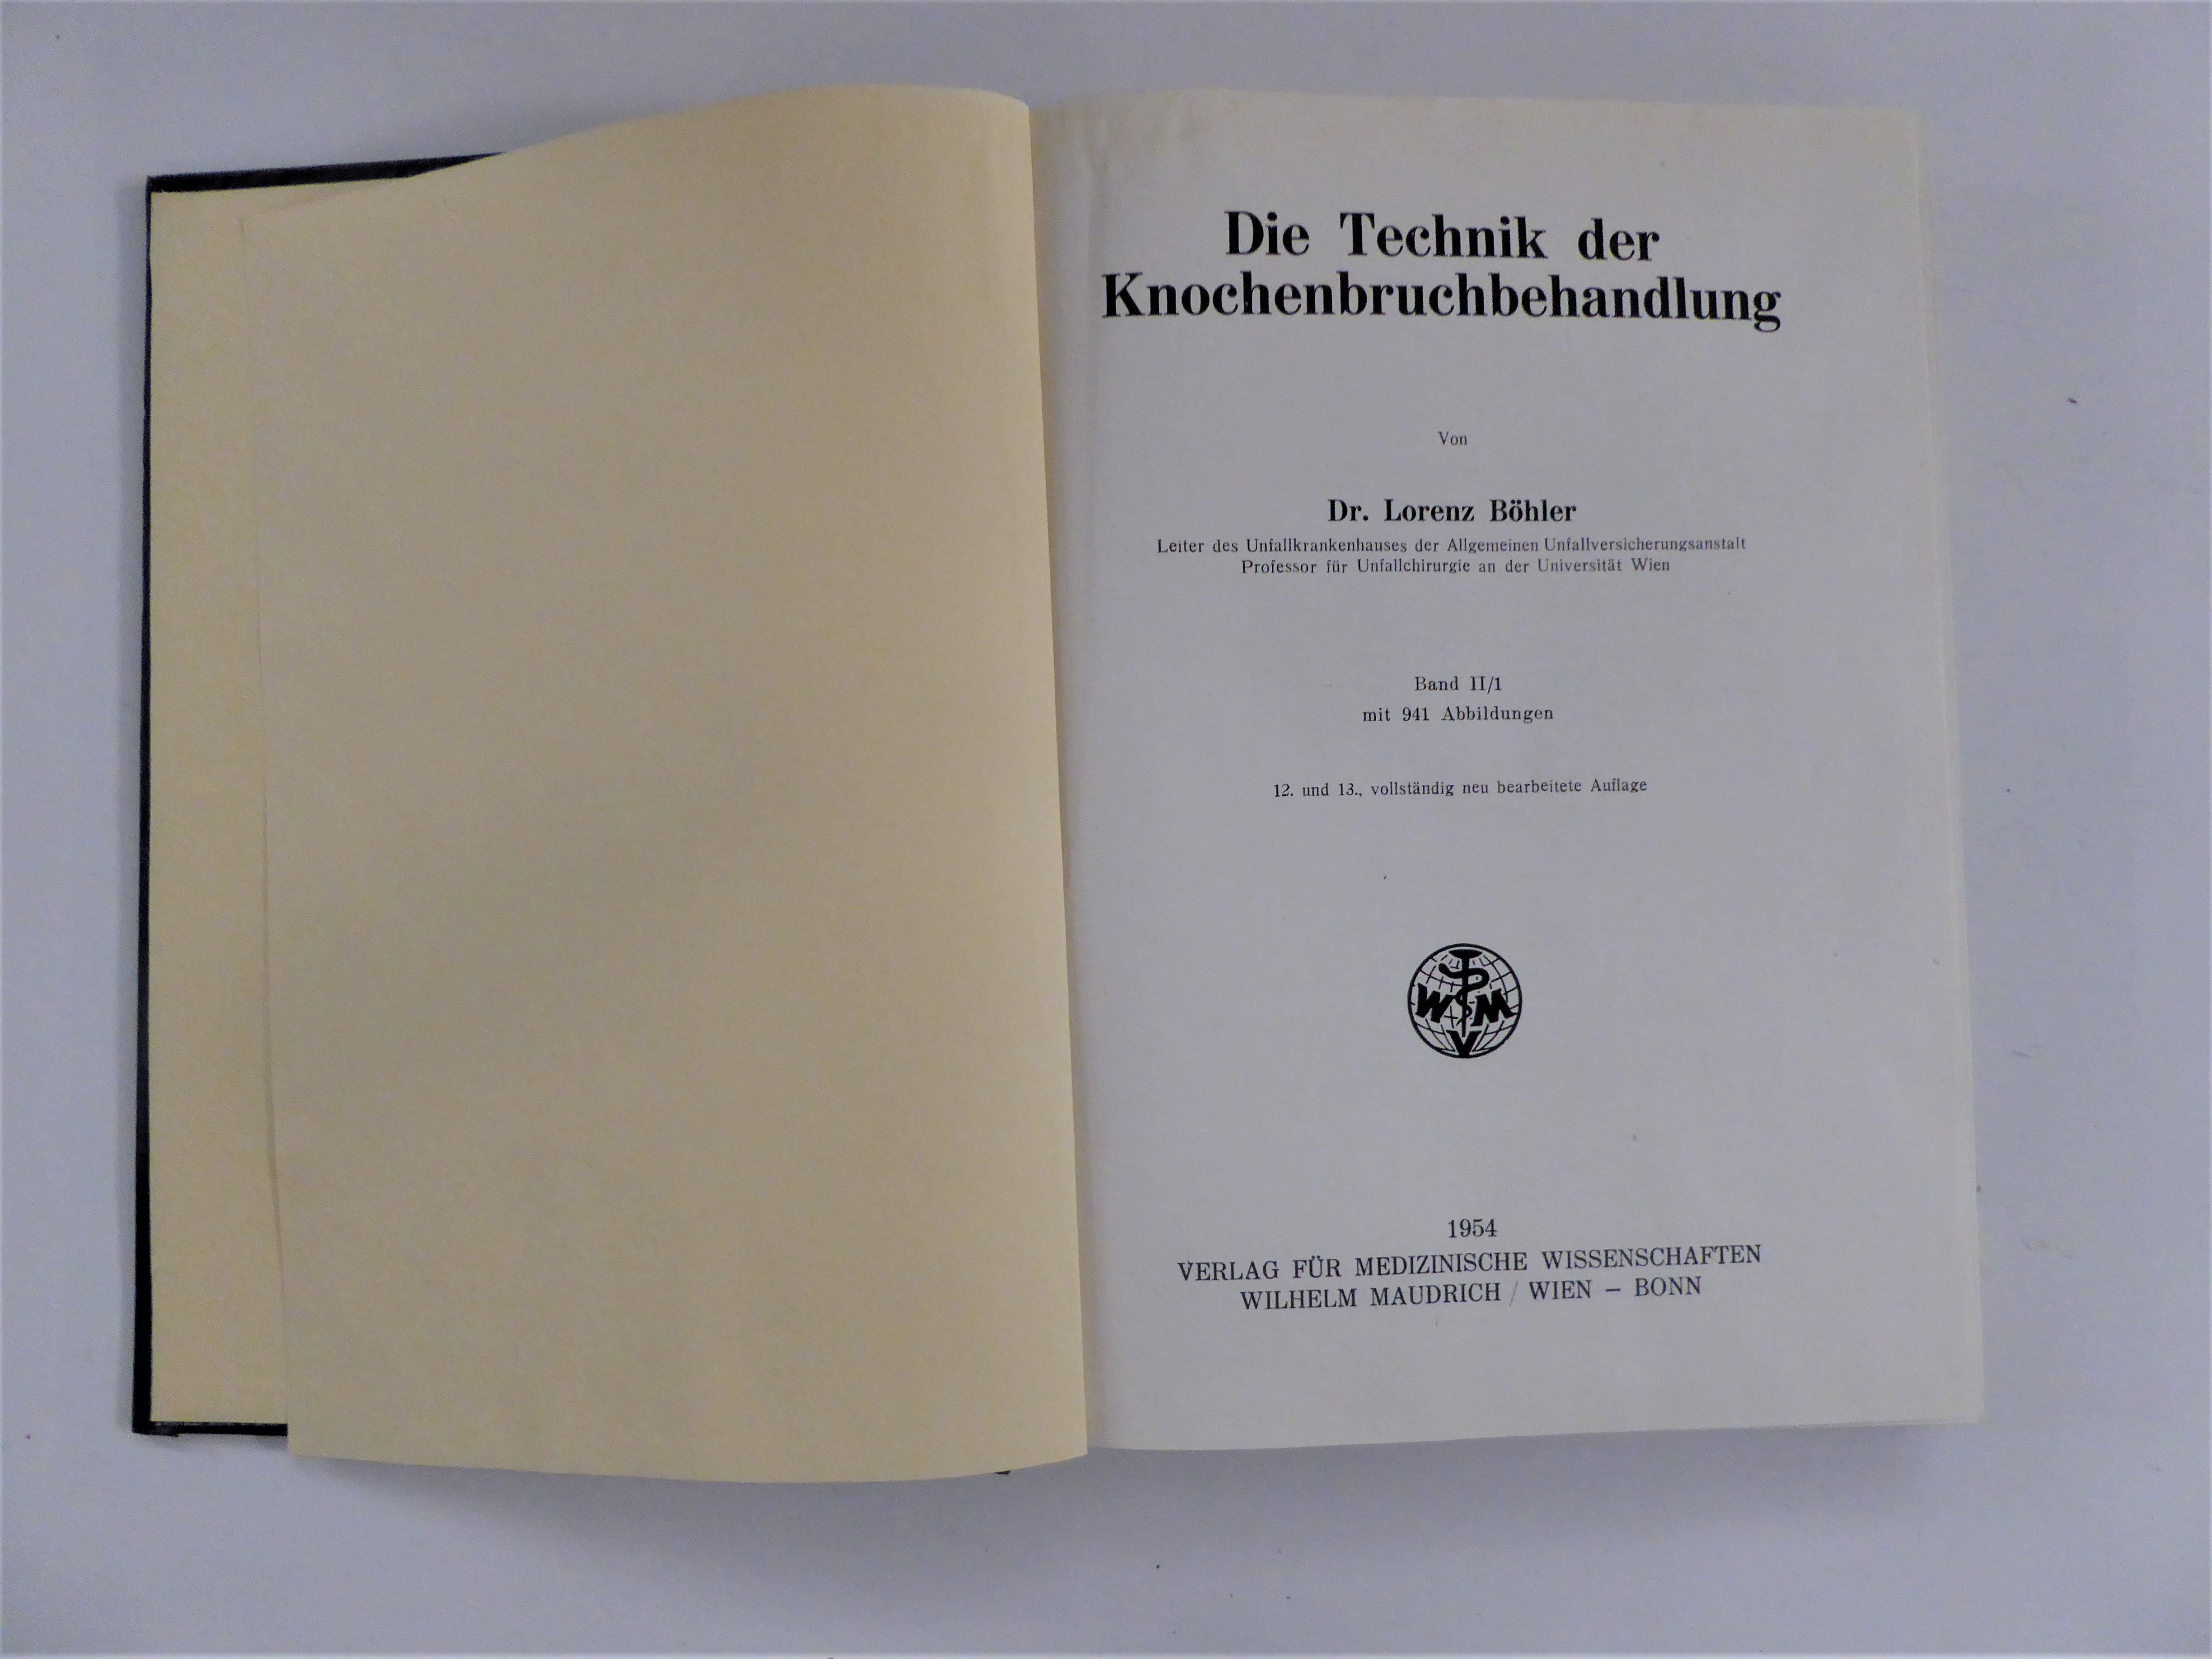 Die Technik der
Knochenbruchbehandlung
Von
Dr. Lorenz Böhler
Leiter des Unfallkrankenhauses der Allgemeinen Unfallversicherungsanstalt
Professor für Unfallchirurgie an der Universität Wien
Band II/1
mit 941 Abbildungen
12. und 13., vollständig neu bearbeitete Auflage
W M
V
1954
VERLAG FÜR MEDIZINISCHE WISSENSCHAFTEN
WILHELM MAUDRICH / WIEN – BONN